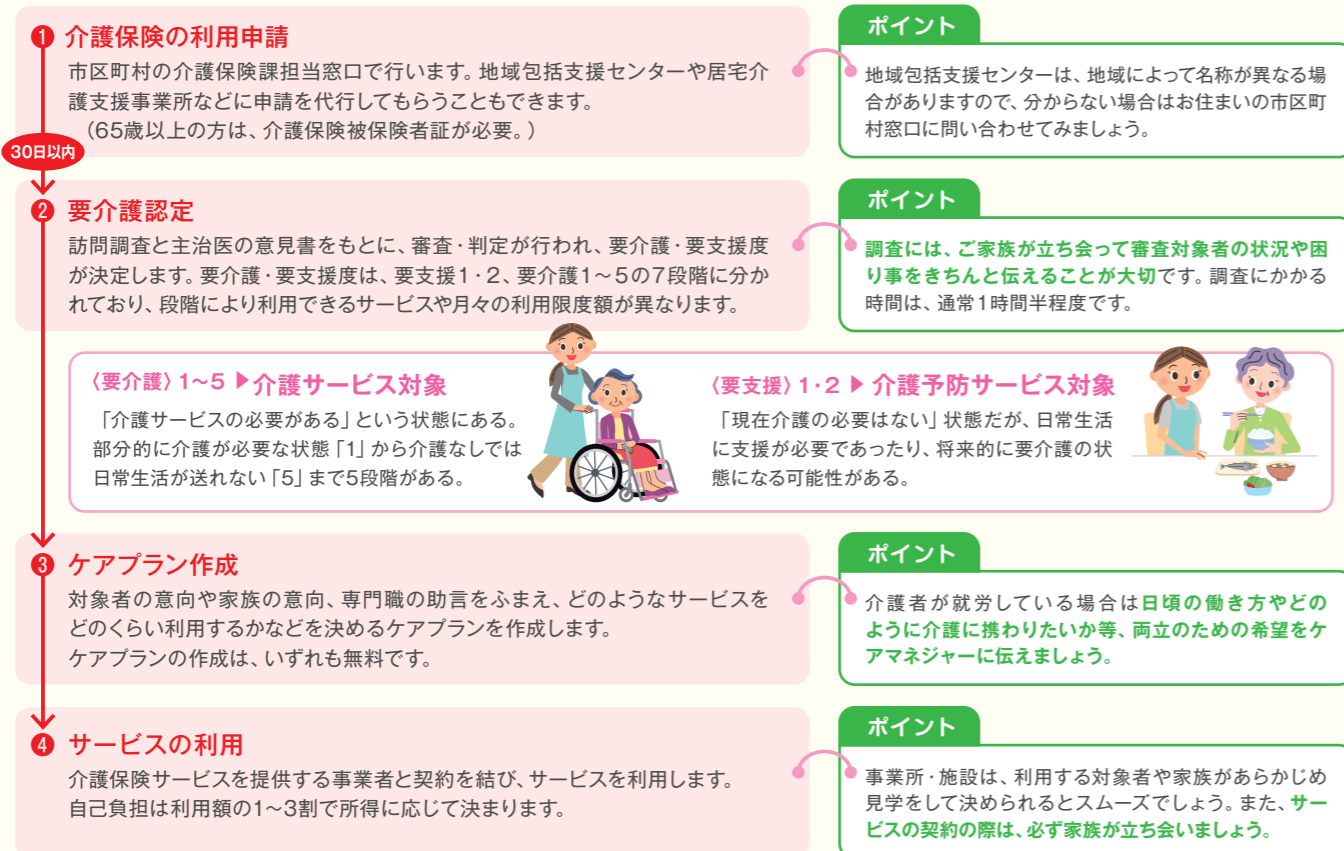 ❶ 介護保険の利用申請
市区町村の介護保険課担当窓口で行います。地域包括支援センターや居宅介
護支援事業所などに申請を代行してもらうこともできます。
（65歳以上の方は、介護保険被保険者証が必要。）
ポイント
地域包括支援センターは、地域によって名称が異なる場
合がありますので、分からない場合はお住まいの市区町
村窓口に問い合わせてみましょう。
30日以内
❷ 要介護認定
訪問調査と主治医の意見書をもとに、審査・判定が行われ、要介護・要支援度
が決定します。要介護・要支援度は、要支援1・2、要介護1～5の7段階に分か
れており、段階により利用できるサービスや月々の利用限度額が異なります。
ポイント
調査には、ご家族が立ち会って審査対象者の状況や困
り事をきちんと伝えることが大切です。調査にかかる
時間は、通常1時間半程度です。
〈要介護〉1～5 ▶介護サービス対象
「介護サービスの必要がある」という状態にある。
部分的に介護が必要な状態「1」から介護なしでは
日常生活が送れない「5」まで5段階がある。
〈要支援〉1・2 ▶ 介護予防サービス対象
「現在介護の必要はない」状態だが、日常生活
に支援が必要であったり、将来的に要介護の状
態になる可能性がある。
❸ ケアプラン作成
対象者の意向や家族の意向、専門職の助言をふまえ、どのようなサービスを
どのくらい利用するかなどを決めるケアプランを作成します。
ケアプランの作成は、いずれも無料です。
ポイント
介護者が就労している場合は日頃の働き方やどの
ように介護に携わりたいか等、両立のための希望をケ
アマネジャーに伝えましょう。
❹ サービスの利用
介護保険サービスを提供する事業者と契約を結び、サービスを利用します。
自己負担は利用額の1～3割で所得に応じて決まります。
ポイント
事業所・施設は、利用する対象者や家族があらかじめ
見学をして決められるとスムーズでしょう。また、サー
ビスの契約の際は、必ず家族が立ち会いましょう。